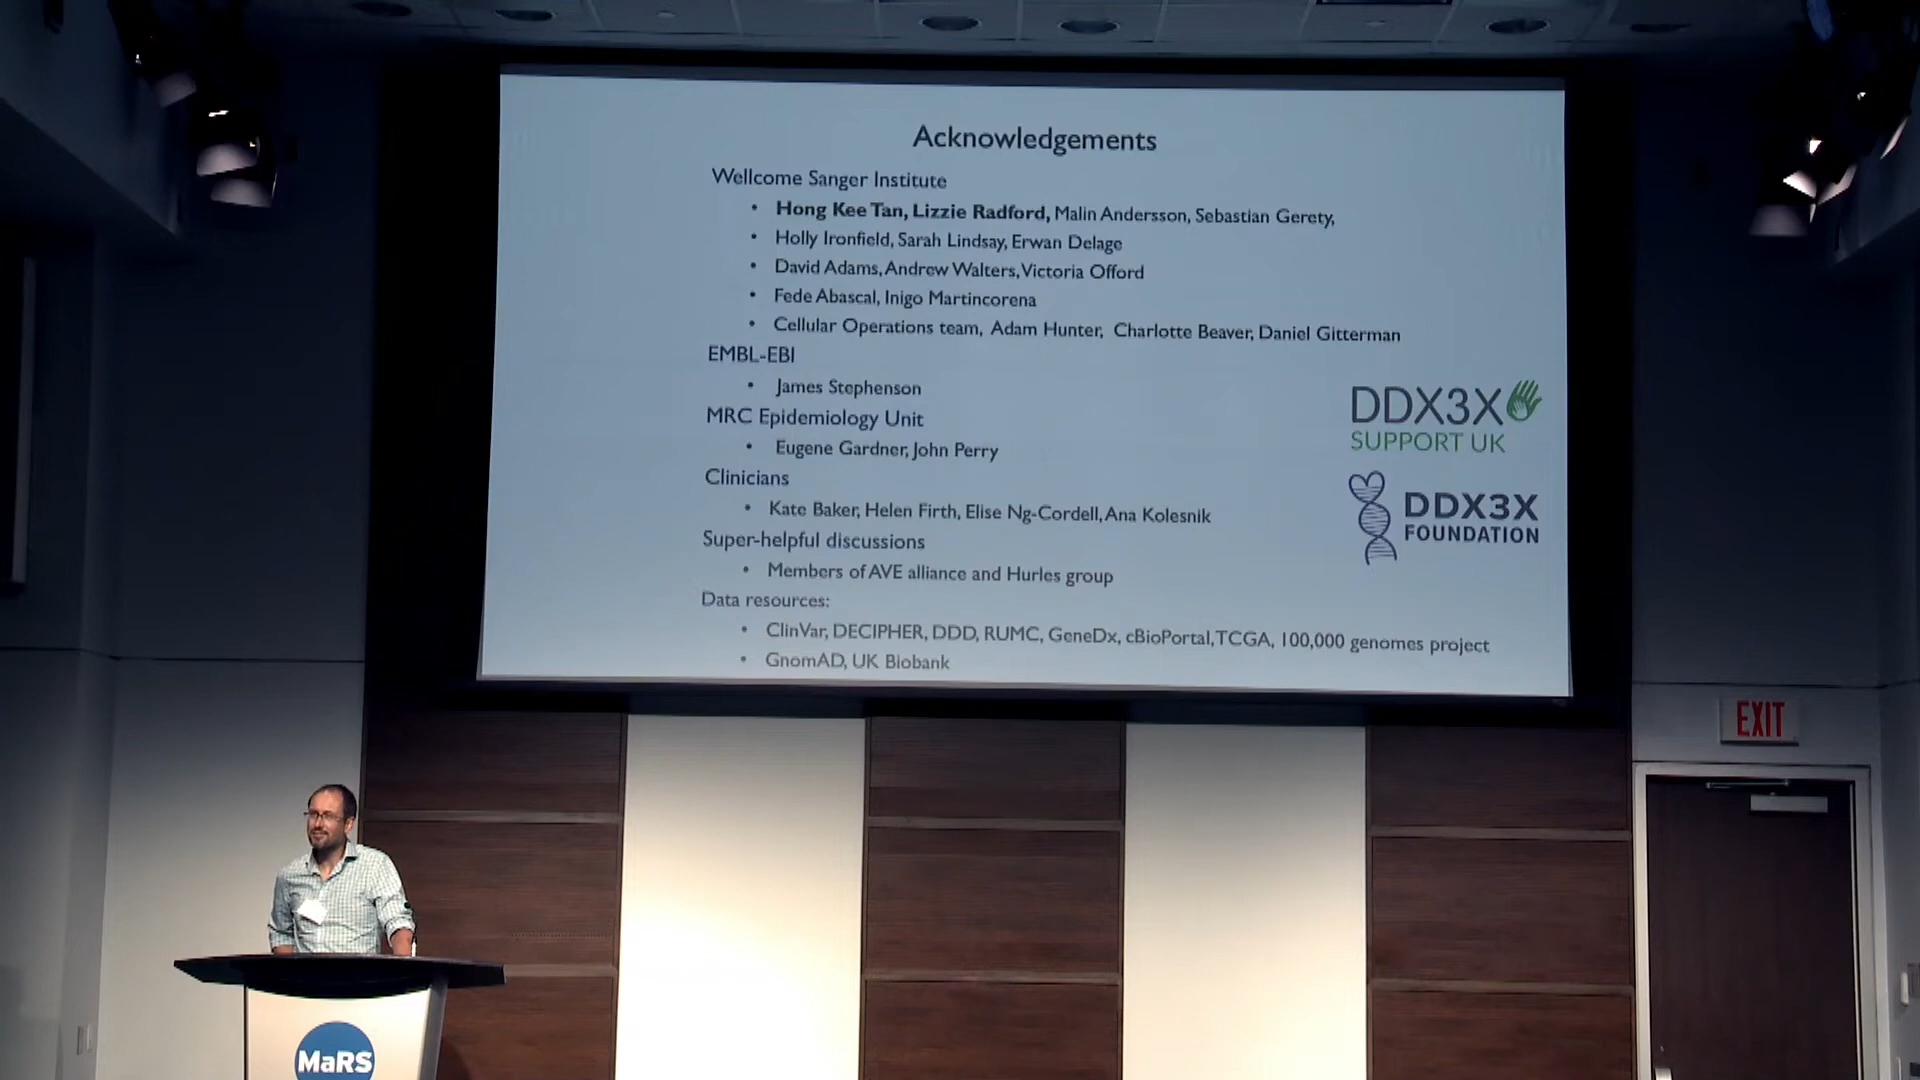 Acknowledgements
Wellcome Sanger Institute
• Hong Kee Tan, Lizzie Radford, Malin Andersson, Sebastian Gerety,
• Holly Ironfield, Sarah Lindsay, Erwan Delage
• David Adams, Andrew Walters, Victoria Offord
• Fede Abascal, Inigo Martincorena
• Cellular Operations team, Adam Hunter, Charlotte Beaver, Daniel Gitterman
EMBL-EBI
• James Stephenson
MRC Epidemiology Unit
• Eugene Gardner, John Perry
Clinicians
• Kate Baker, Helen Firth, Elise Ng-Cordell, Ana Kolesnik
Super-helpful discussions
• Members of AVE alliance and Hurles group
Data resources:
• ClinVar, DECIPHER, DDD, RUMC, GeneDx, cBioPortal, TCGA, 100,000 genomes project
• GnomAD, UK Biobank
DDX3X
SUPPORT UK
DDX3X
FOUNDATION
EXIT
MaRS